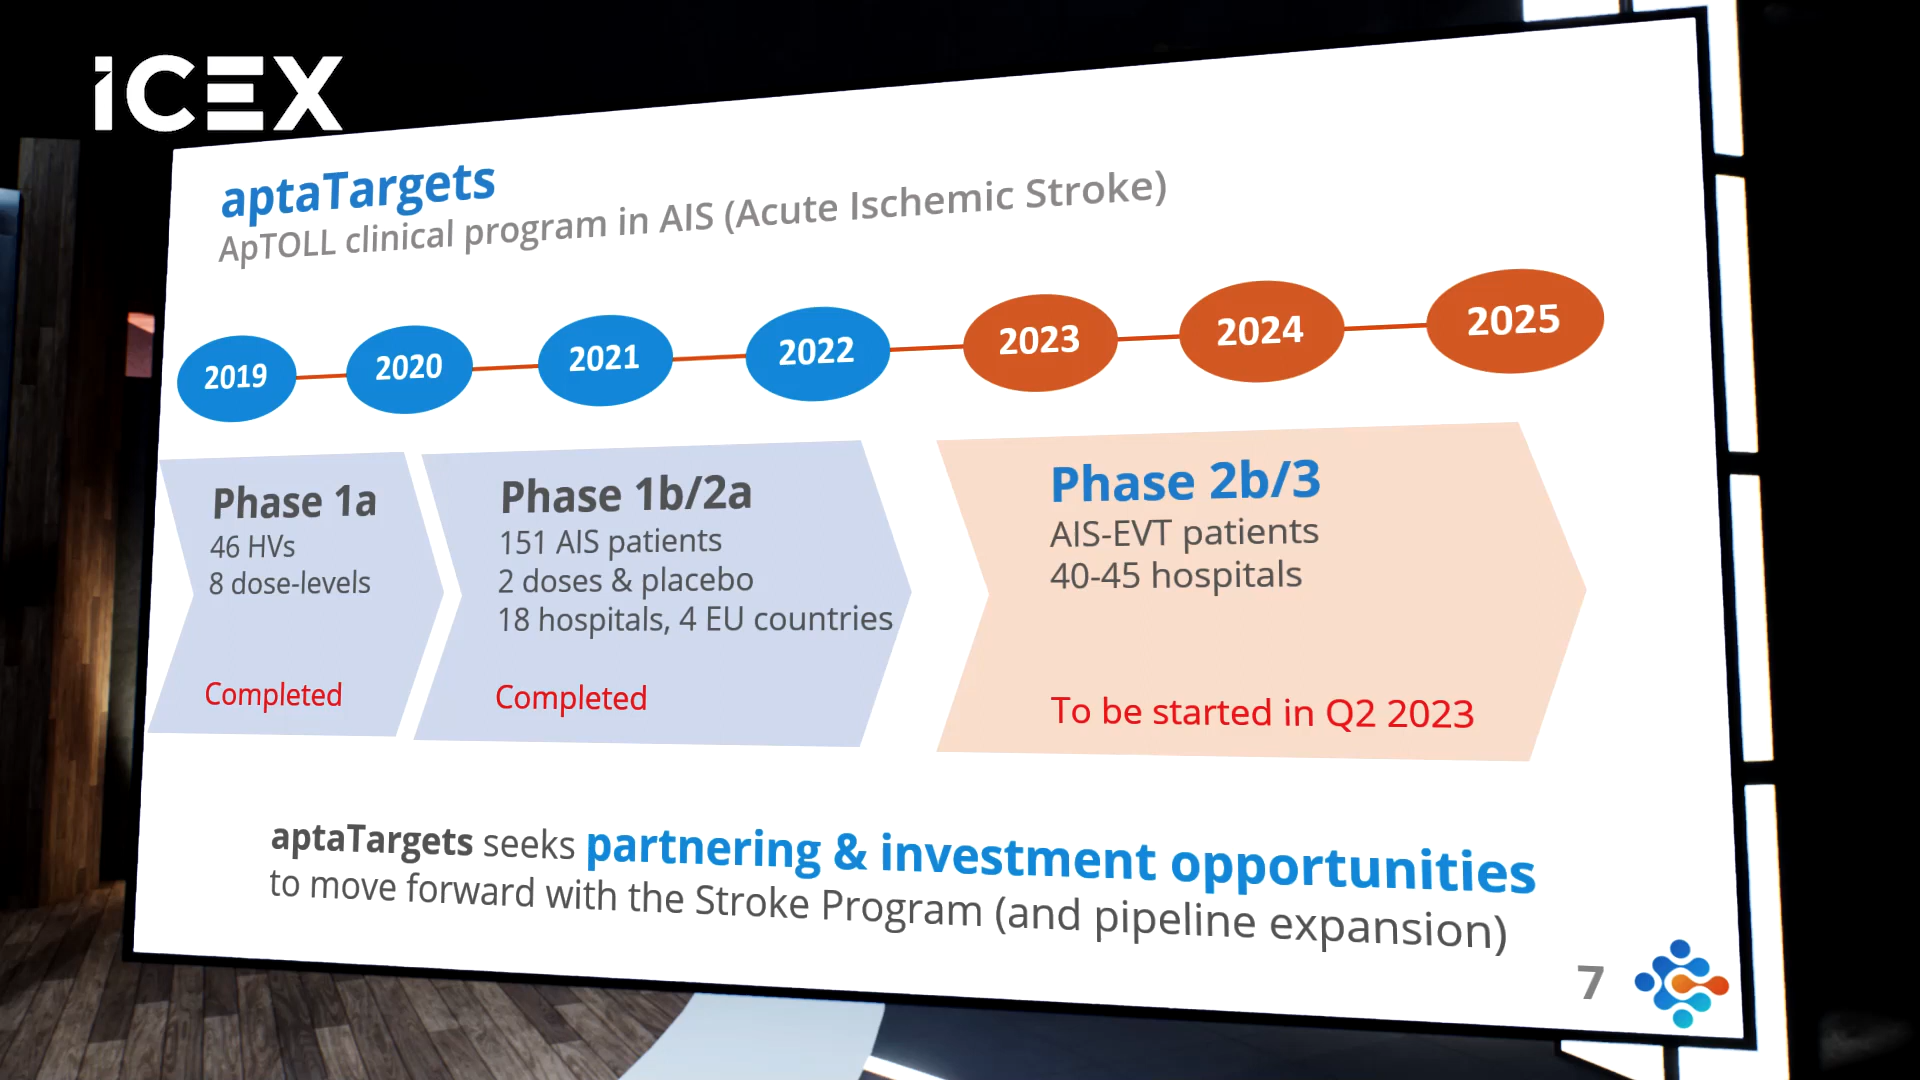 iCEX
aptaTargets
ApTOLL clinical program in AIS (Acute Ischemic Stroke)
2019
2020
2021
2022
2023
2024
2025
Phase 1a
46 HVs
8 dose-levels
Completed
Phase 1b/2a
151 AIS patients
2 doses & placebo
18 hospitals, 4 EU countries
Completed
Phase 2b/3
AIS-EVT patients
40-45 hospitals
To be started in Q2 2023
aptaTargets seeks partnering & investment opportunities
to move forward with the Stroke Program (and pipeline expansion)
7